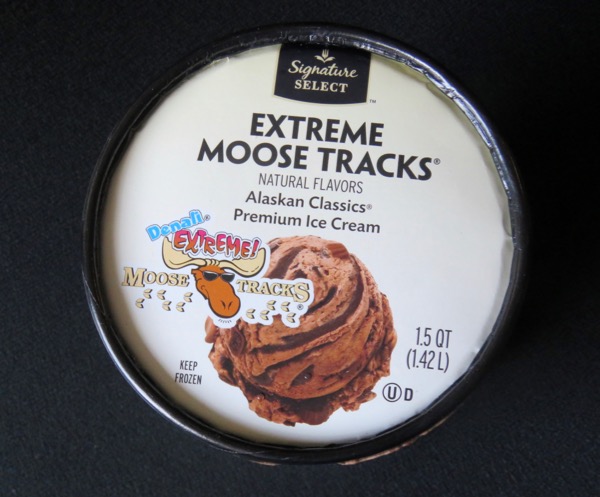 Signature
SELECT
™
EXTREME
MOOSE TRACKS®
NATURAL FLAVORS
Alaskan Classics®
Premium Ice Cream
Denali®
EXTREME!
MOOSE TRACKS®
1.5 QT
(1.42 L)
KEEP
FROZEN
U D